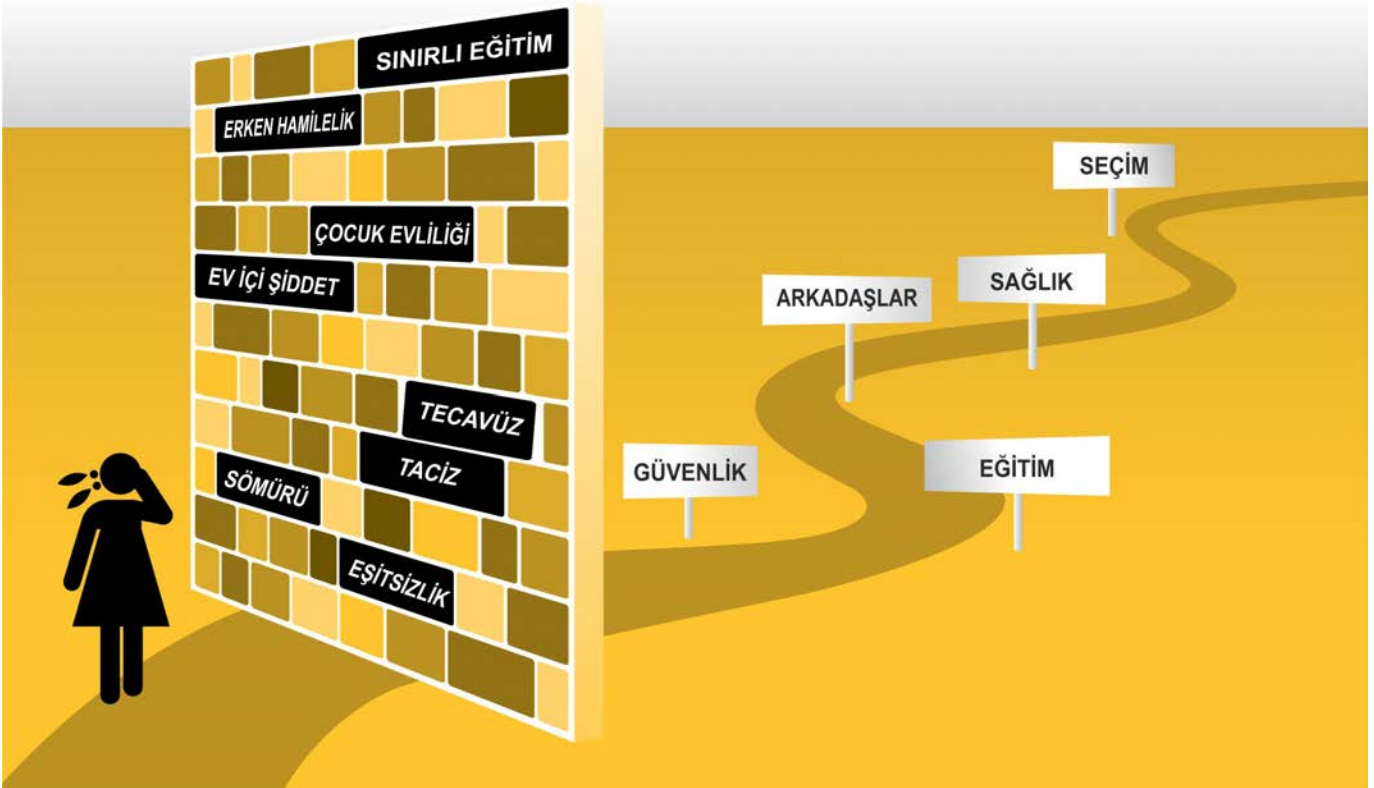 SINIRLI EĞİTİM
ERKEN HAMİLELİK
ÇOCUK EVLİLİĞİ
EV İÇİ ŞİDDET
TECAVÜZ
TACİZ
SÖMÜRÜ
EŞİTSİZLİK
SEÇİM
SAĞLIK
ARKADAŞLAR
EĞİTİM
GÜVENLİK